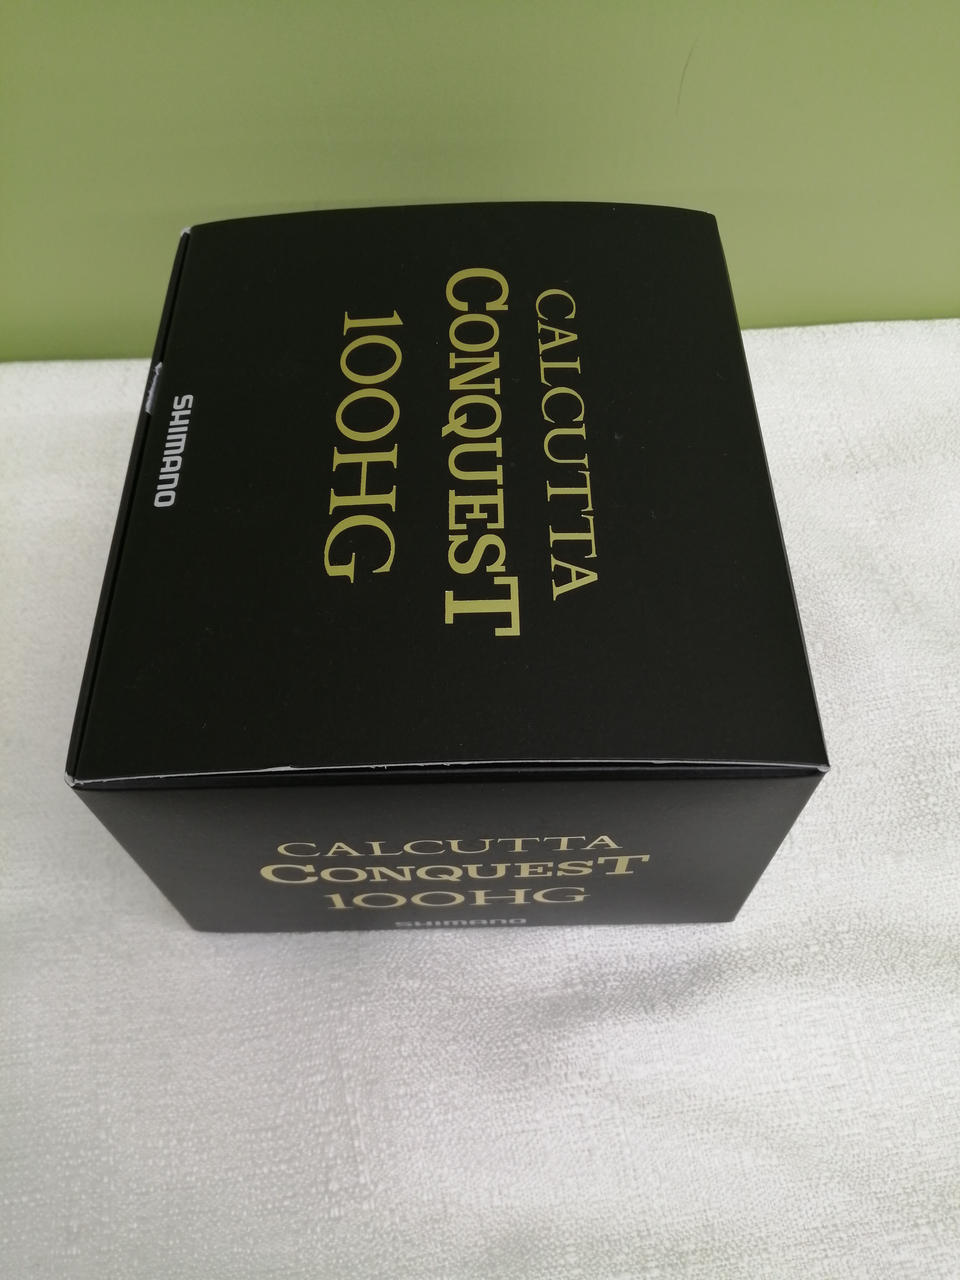 CALCUTTA
CONQUEST
100HG
SHIMANO
CALCUTTA
CONQUEST
100HG
SHIMANO